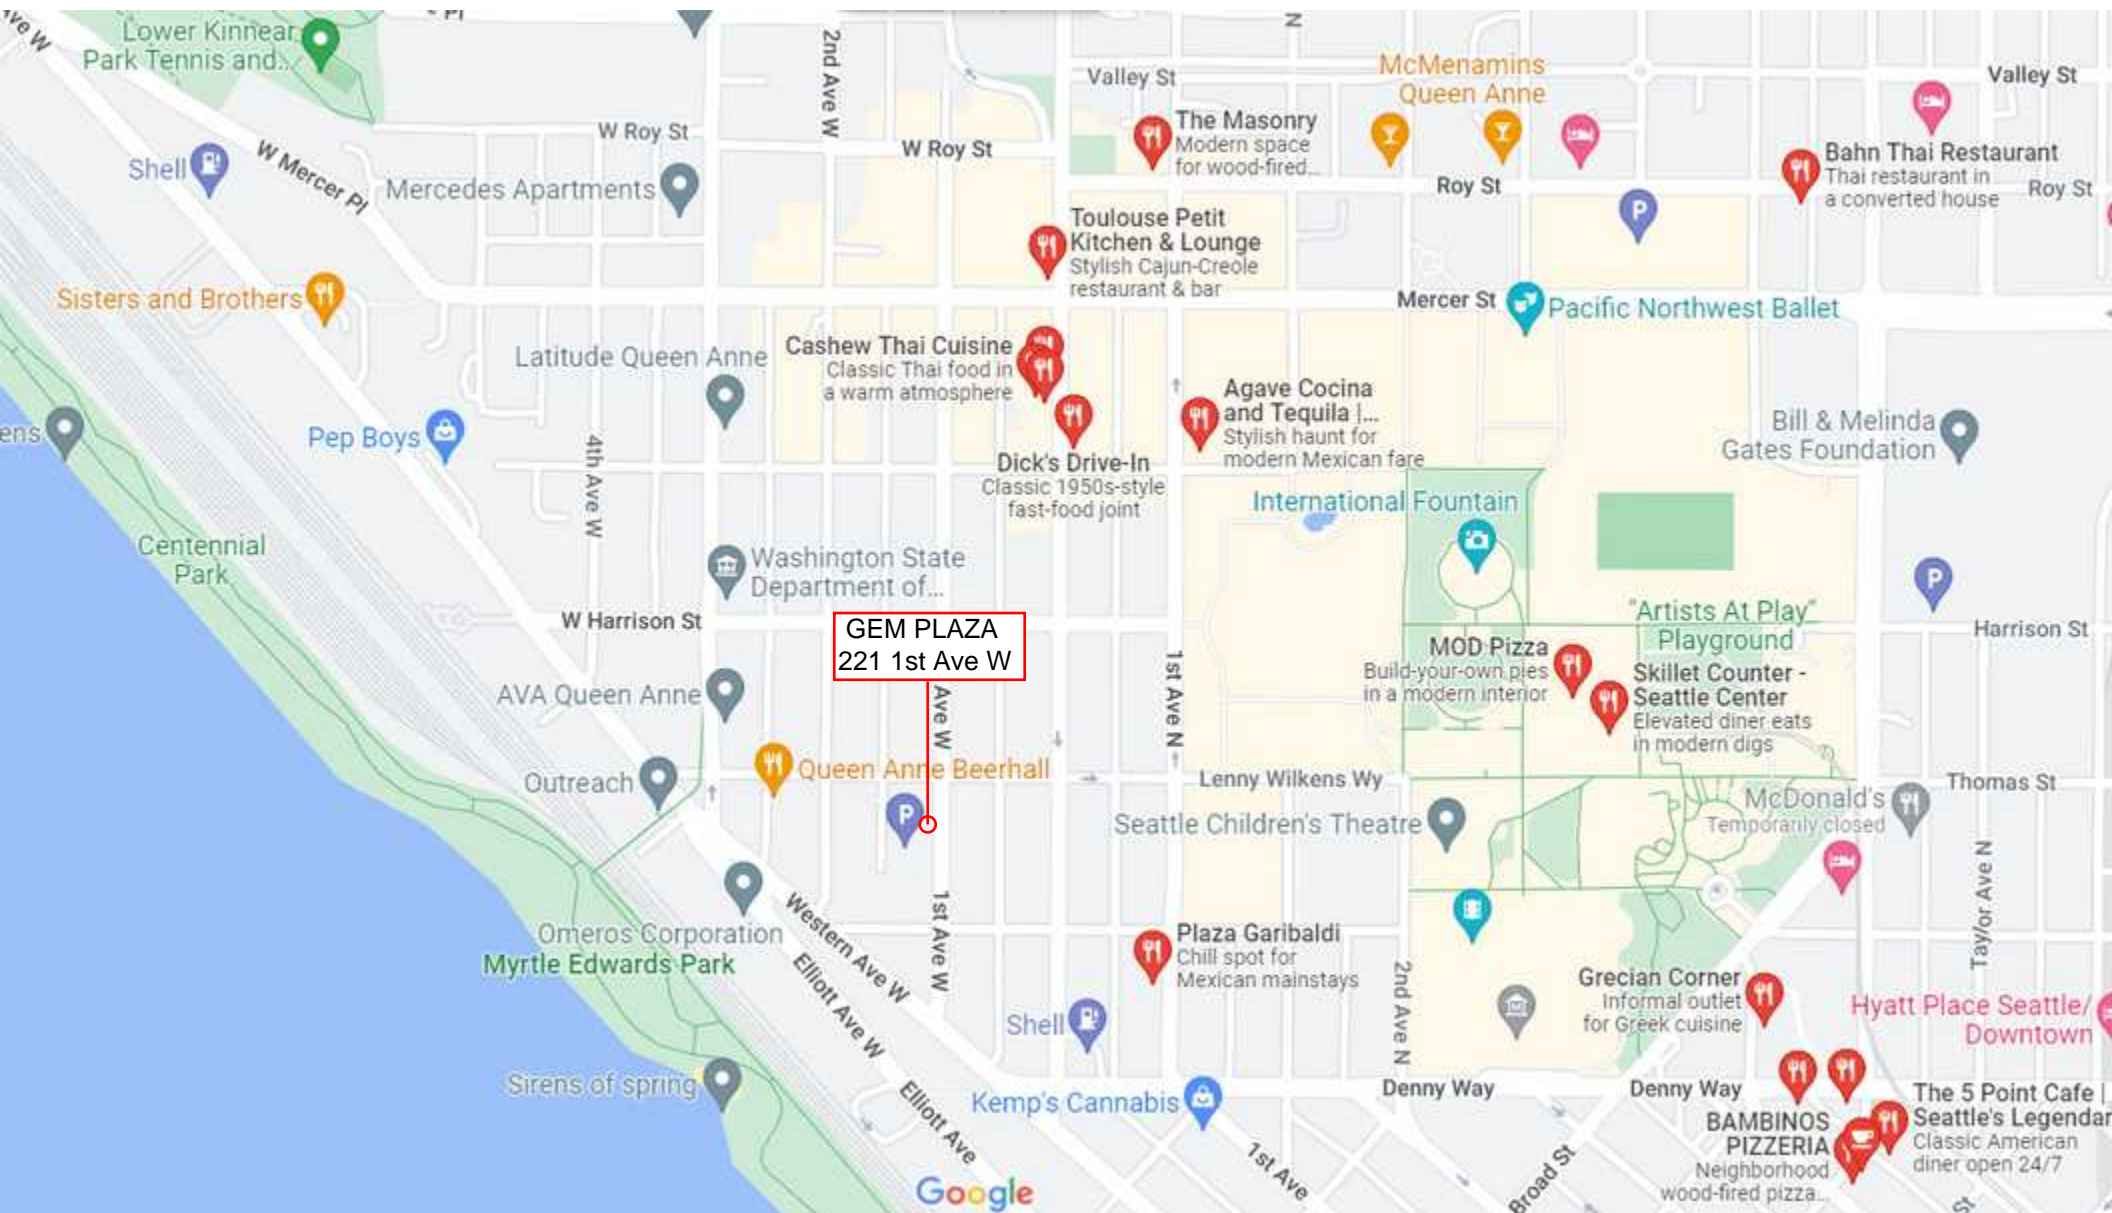 Ave W
Lower Kinnear
Park Tennis and...
e Pl
2nd Ave W
N
Valley St
McMenamins
Queen Anne
Valley St
W Roy St
W Roy St
The Masonry
Modern space
for wood-fired...
Roy St
Bahn Thai Restaurant
Thai restaurant in
a converted house
Roy St
Shell
W Mercer Pl
Mercedes Apartments
P
Toulouse Petit
Kitchen & Lounge
Stylish Cajun-Creole
restaurant & bar
Sisters and Brothers
Mercer St
Pacific Northwest Ballet
Latitude Queen Anne
Cashew Thai Cuisine
Classic Thai food in
a warm atmosphere
Agave Cocina
and Tequila |...
Stylish haunt for
modern Mexican fare
Bill & Melinda
Gates Foundation
ens
Pep Boys
4th Ave W
Dick's Drive-In
Classic 1950s-style
fast-food joint
International Fountain
Centennial
Park
Washington State
Department of...
P
W Harrison St
GEM PLAZA
221 1st Ave W
"Artists At Play"
Playground
Harrison St
MOD Pizza
Build-your-own pies
in a modern interior
Skillet Counter -
Seattle Center
Elevated diner eats
in modern digs
AVA Queen Anne
Ave W
1st Ave N
Outreach
Queen Anne Beerhall
Lenny Wilkens Wy
Thomas St
P
Seattle Children's Theatre
McDonald's
Temporarily closed
Taylor Ave N
Omeros Corporation
Myrtle Edwards Park
Western Ave W
Elliott Ave W
1st Ave W
Plaza Garibaldi
Chill spot for
Mexican mainstays
2nd Ave N
Grecian Corner
Informal outlet
for Greek cuisine
Hyatt Place Seattle/
Downtown
Shell
Sirens of spring
Elliott Ave
Kemp's Cannabis
Denny Way
Denny Way
The 5 Point Cafe |
Seattle's Legendar
Classic American
diner open 24/7
BAMBINOS
PIZZERIA
Neighborhood
wood-fired pizza...
1st Ave
Broad St
St
Google